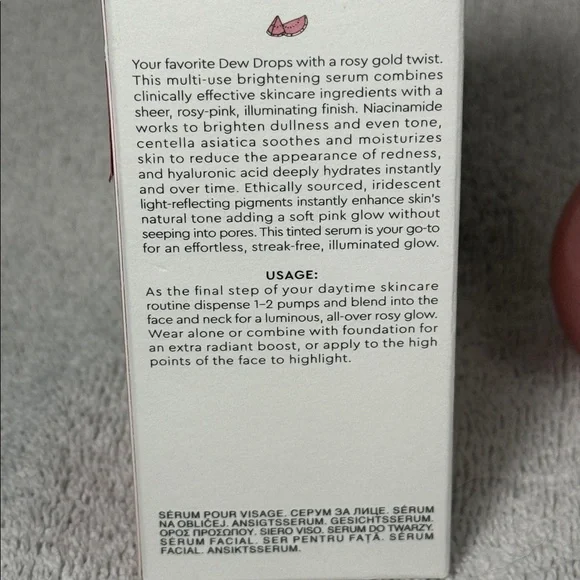 Your favorite Dew Drops with a rosy gold twist.
This multi-use brightening serum combines
clinically effective skincare ingredients with a
sheer, rosy-pink, illuminating finish. Niacinamide
works to brighten dullness and even tone,
centella asiatica soothes and moisturizes
skin to reduce the appearance of redness,
and hyaluronic acid deeply hydrates instantly
and over time. Ethically sourced, iridescent
light-reflecting pigments instantly enhance skin's
natural tone adding a soft pink glow without
seeping into pores. This tinted serum is your go-to
for an effortless, streak-free, illuminated glow.
USAGE:
As the final step of your daytime skincare
routine dispense 1-2 pumps and blend into the
face and neck for a luminous, all-over rosy glow.
Wear alone or combine with foundation for
an extra radiant boost, or apply to the high
points of the face to highlight.
SÉRUM POUR VISAGE. СЕРУМ ЗА ЛИЦЕ. SÉRUM
NA OBLIČEJ. ANSIGTSSERUM. GESICHTSSERUM.
ΟΡΟΣ ΠΡΟΣΩΠΟΥ. SIERO VISO. SERUM DO TWARZY.
SÉRUM FACIAL. SER PENTRU FAȚĂ. SÉRUM
FACIAL. ANSIKTSSERUM.